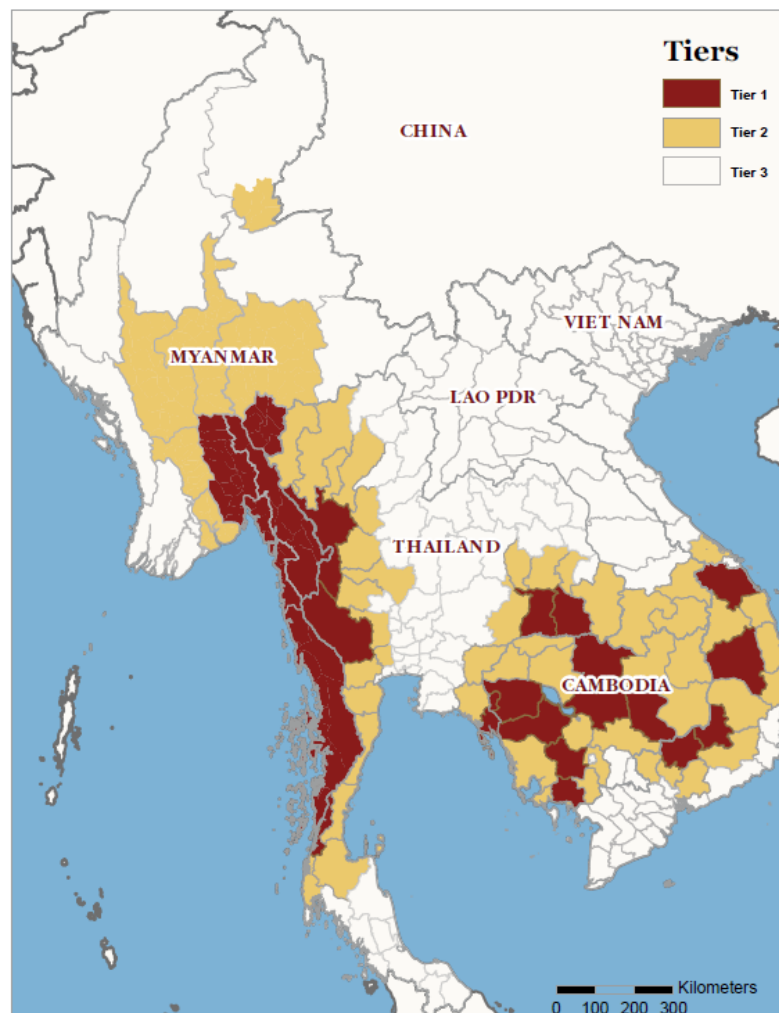 Tiers
Tier 1
Tier 2
Tier 3
CHINA
VIET NAM
MYANMAR
LAO PDR
THAILAND
CAMBODIA
Kilometers
0 100 200 300